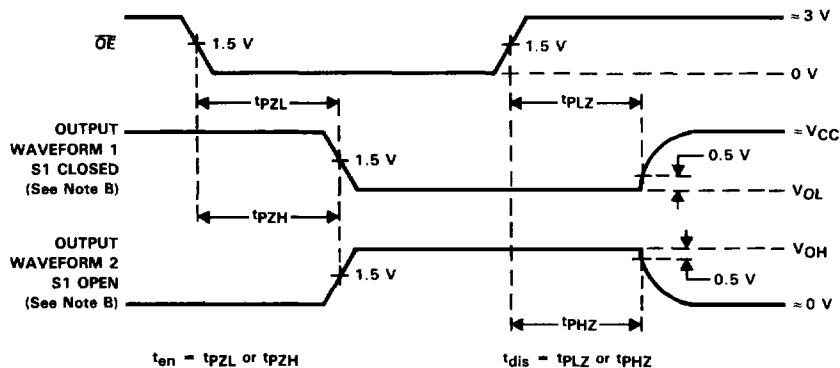 ≈3 V
OE
1.5 V
1.5 V
0 V
tPZL
tPLZ
OUTPUT
WAVEFORM 1
S1 CLOSED
(See Note B)
≈VCC
0.5 V
1.5 V
VOL
tPZH
OUTPUT
WAVEFORM 2
S1 OPEN
(See Note B)
VOH
1.5 V
0.5 V
≈0 V
tPHZ
ten = tPZL or tPZH
tdis = tPLZ or tPHZ